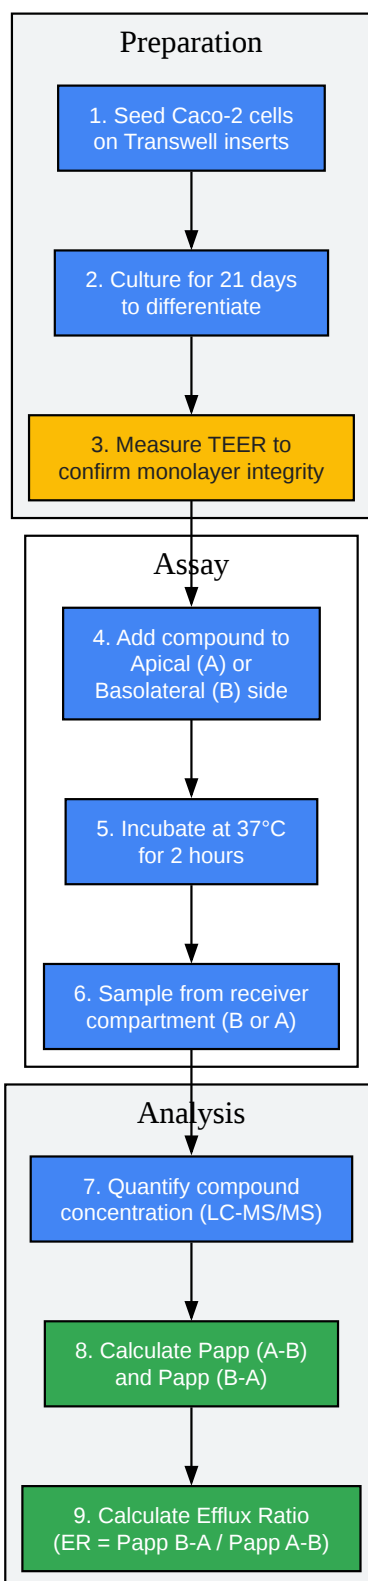 Preparation
1. Seed Caco-2 cells
on Transwell inserts
2. Culture for 21 days
to differentiate
3. Measure TEER to
confirm monolayer integrity
Assay
4. Add compound to
Apical (A) or
Basolateral (B) side
5. Incubate at 37°C
for 2 hours
6. Sample from receiver
compartment (B or A)
Analysis
7. Quantify compound
concentration (LC-MS/MS)
8. Calculate Papp (A-B)
and Papp (B-A)
9. Calculate Efflux Ratio
(ER = Papp B-A / Papp A-B)